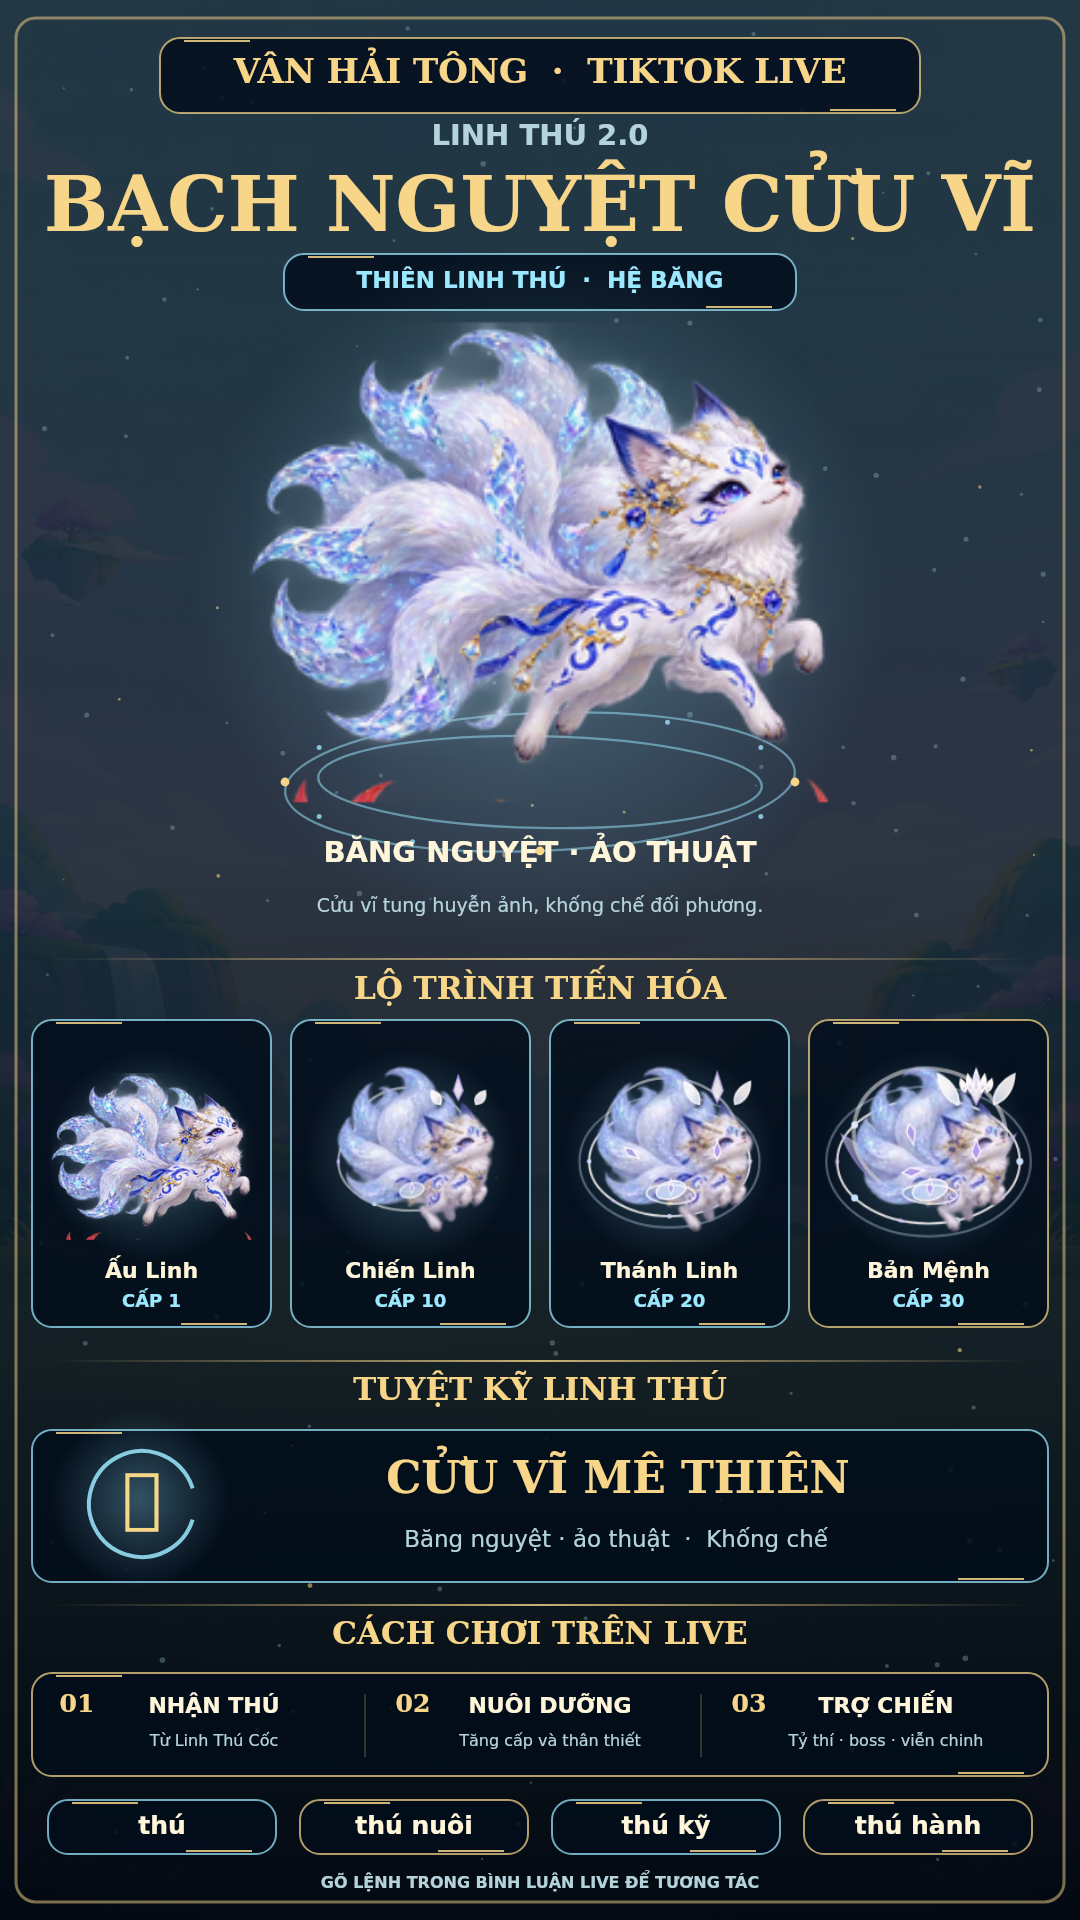 VÂN HẢI TÔNG · TIKTOK LIVE
LINH THÚ 2.0
BẠCH NGUYỆT CỬU VĨ
THIÊN LINH THÚ · HỆ BĂNG
BĂNG NGUYỆT · ẢO THUẬT
Cửu vĩ tung huyễn ảnh, khống chế đối phương.
LỘ TRÌNH TIẾN HÓA
Ấu Linh
CẤP 1
Chiến Linh
CẤP 10
Thánh Linh
CẤP 20
Bản Mệnh
CẤP 30
TUYỆT KỸ LINH THÚ
CỬU VĨ MÊ THIÊN
Băng nguyệt · ảo thuật · Khống chế
CÁCH CHƠI TRÊN LIVE
01 NHẬN THÚ
Từ Linh Thú Cốc
02 NUÔI DƯỠNG
Tăng cấp và thân thiết
03 TRỢ CHIẾN
Tỷ thí · boss · viễn chinh
thú
thú nuôi
thú kỹ
thú hành
GÕ LỆNH TRONG BÌNH LUẬN LIVE ĐỂ TƯƠNG TÁC